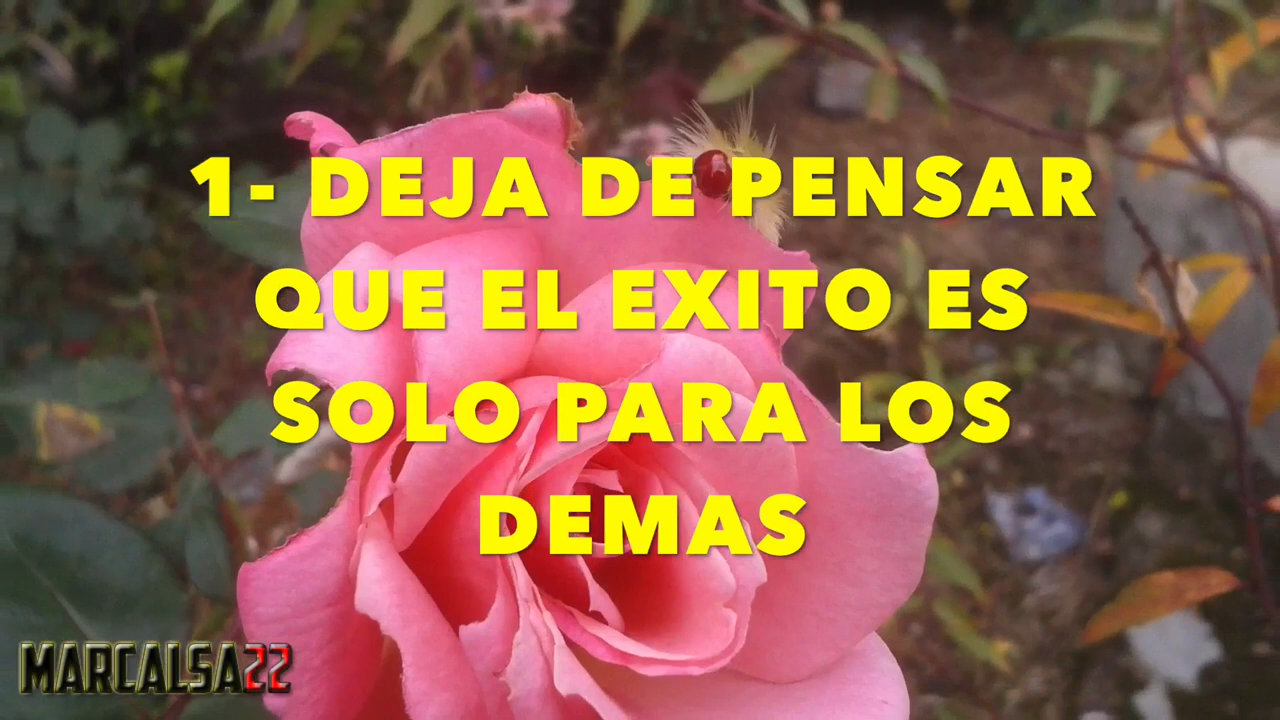 1- DEJA DE PENSAR
QUE EL EXITO ES
SOLO PARA LOS
DEMAS
MARCALSA22